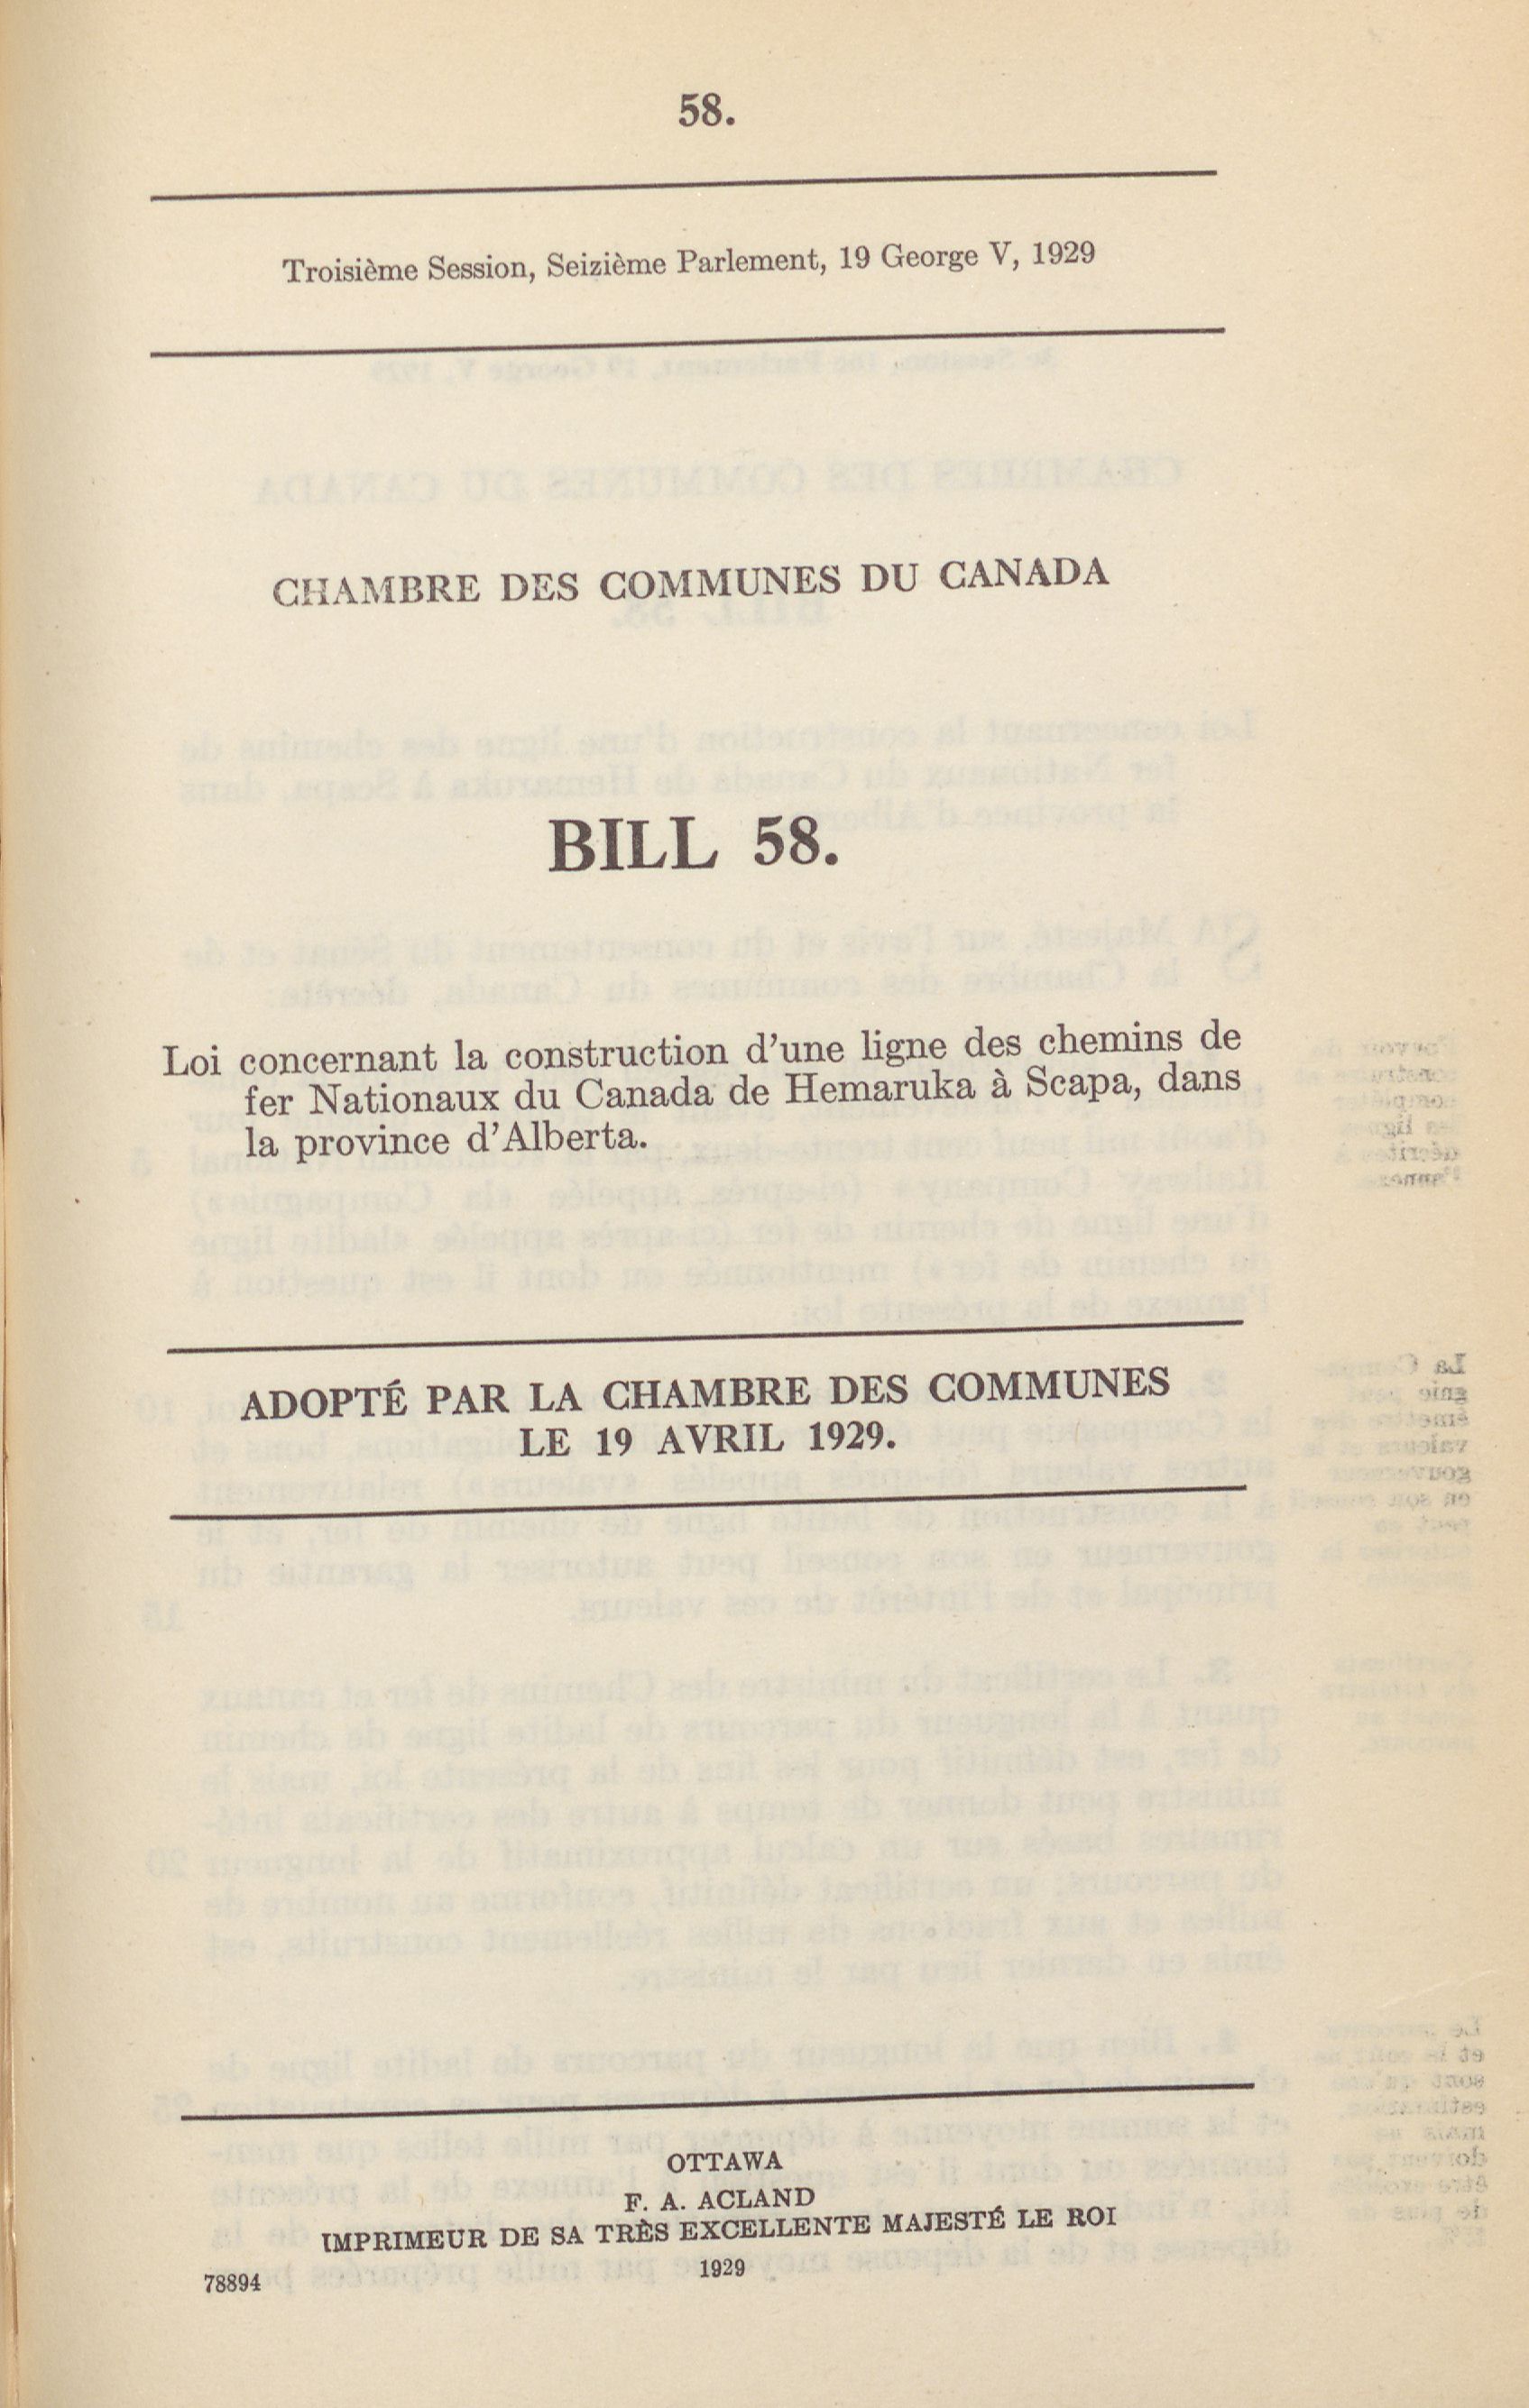 58.
Troisième Session, Seizième Parlement, 19 George V, 1929
CHAMBRE DES COMMUNES DU CANADA
BILL 58.
Loi concernant la construction d'une ligne des chemins de
fer Nationaux du Canada de Hemaruka à Scapa, dans
la province d'Alberta.
ADOPTÉ PAR LA CHAMBRE DES COMMUNES
LE 19 AVRIL 1929.
OTTAWA
F. A. ACLAND
IMPRIMEUR DE SA TRÈS EXCELLENTE MAJESTÉ LE ROI
1929
78894